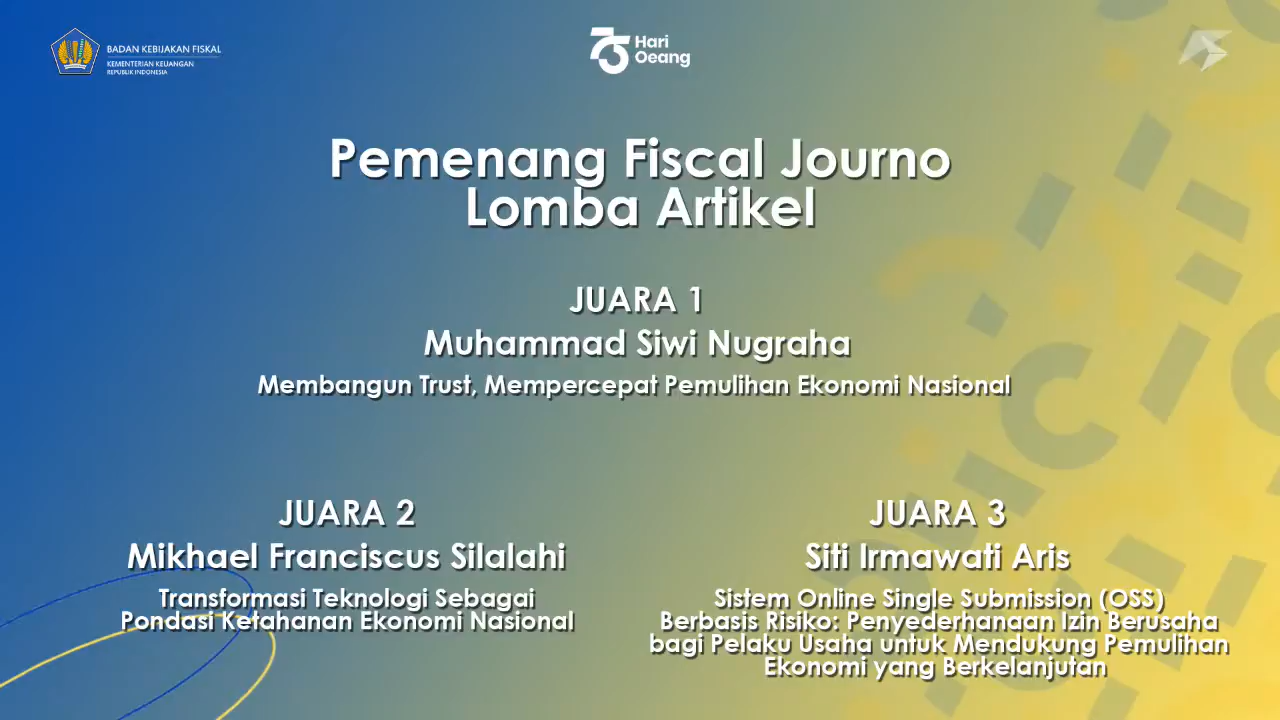 BADAN KEBIJAKAN FISKAL
KEMENTERIAN KEUANGAN
REPUBLIK INDONESIA
75 Hari
Oeang
Pemenang Fiscal Journo
Lomba Artikel
JUARA 1
Muhammad Siwi Nugraha
Membangun Trust, Mempercepat Pemulihan Ekonomi Nasional
JUARA 2
Mikhael Franciscus Silalahi
Transformasi Teknologi Sebagai
Pondasi Ketahanan Ekonomi Nasional
JUARA 3
Siti Irmawati Aris
Sistem Online Single Submission (OSS)
Berbasis Risiko: Penyederhanaan Izin Berusaha
bagi Pelaku Usaha untuk Mendukung Pemulihan
Ekonomi yang Berkelanjutan